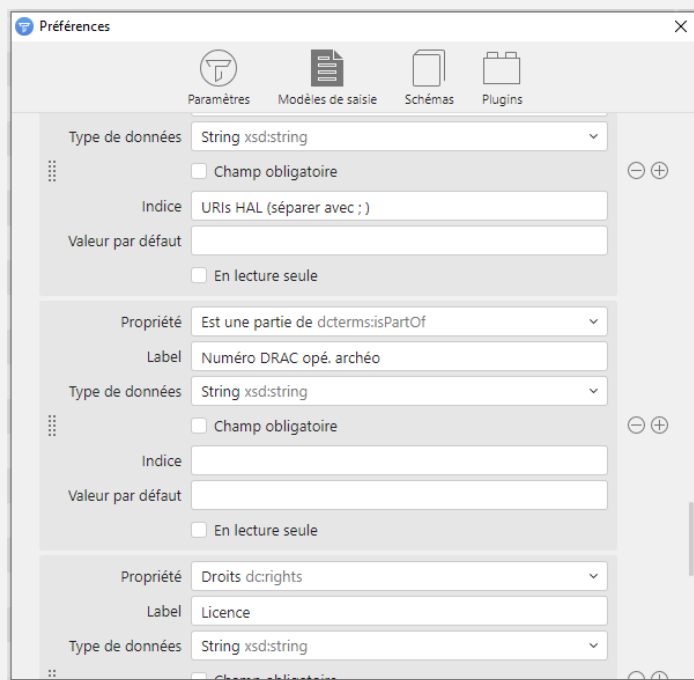 Préférences
Paramètres Modèles de saisie Schémas Plugins
Type de données String xsd:string
Champ obligatoire
Indice URIs HAL (séparer avec ; )
Valeur par défaut
En lecture seule
Propriété Est une partie de dcterms:isPartOf
Label Numéro DRAC opé. archéo
Type de données String xsd:string
Champ obligatoire
Indice
Valeur par défaut
En lecture seule
Propriété Droits dc:rights
Label Licence
Type de données String xsd:string
Champ obligatoire